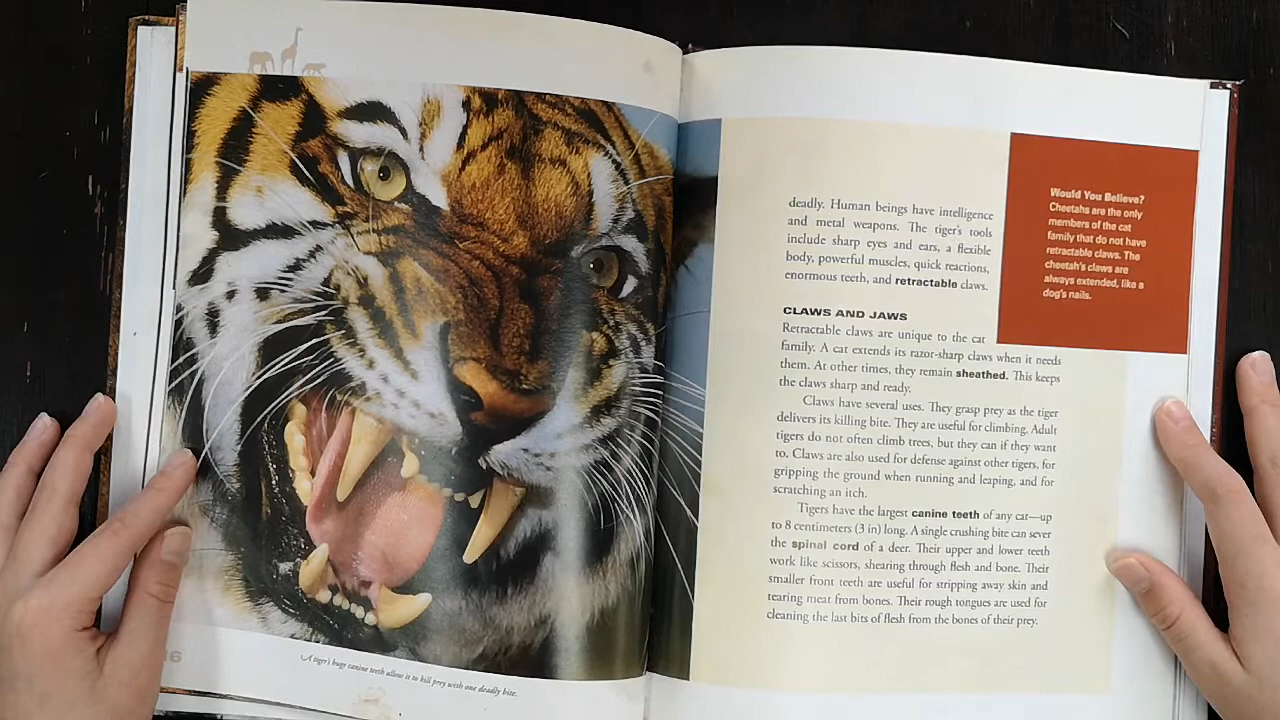 16
A tiger's huge canine teeth allow it to kill prey with one deadly bite.
deadly. Human beings have intelligence
and metal weapons. The tiger's tools
include sharp eyes and ears, a flexible
body, powerful muscles, quick reactions,
enormous teeth, and retractable claws.
CLAWS AND JAWS
Retractable claws are unique to the cat
family. A cat extends its razor-sharp claws when it needs
them. At other times, they remain sheathed. This keeps
the claws sharp and ready.
Claws have several uses. They grasp prey as the tiger
delivers its killing bite. They are useful for climbing. Adult
tigers do not often climb trees, but they can if they want
to. Claws are also used for defense against other tigers, for
gripping the ground when running and leaping, and for
scratching an itch.
Tigers have the largest canine teeth of any cat—up
to 8 centimeters (3 in) long. A single crushing bite can sever
the spinal cord of a deer. Their upper and lower teeth
work like scissors, shearing through flesh and bone. Their
smaller front teeth are useful for stripping away skin and
tearing meat from bones. Their rough tongues are used for
cleaning the last bits of flesh from the bones of their prey.
Would You Believe?
Cheetahs are the only
members of the cat
family that do not have
retractable claws. The
cheetah's claws are
always extended, like a
dog's nails.